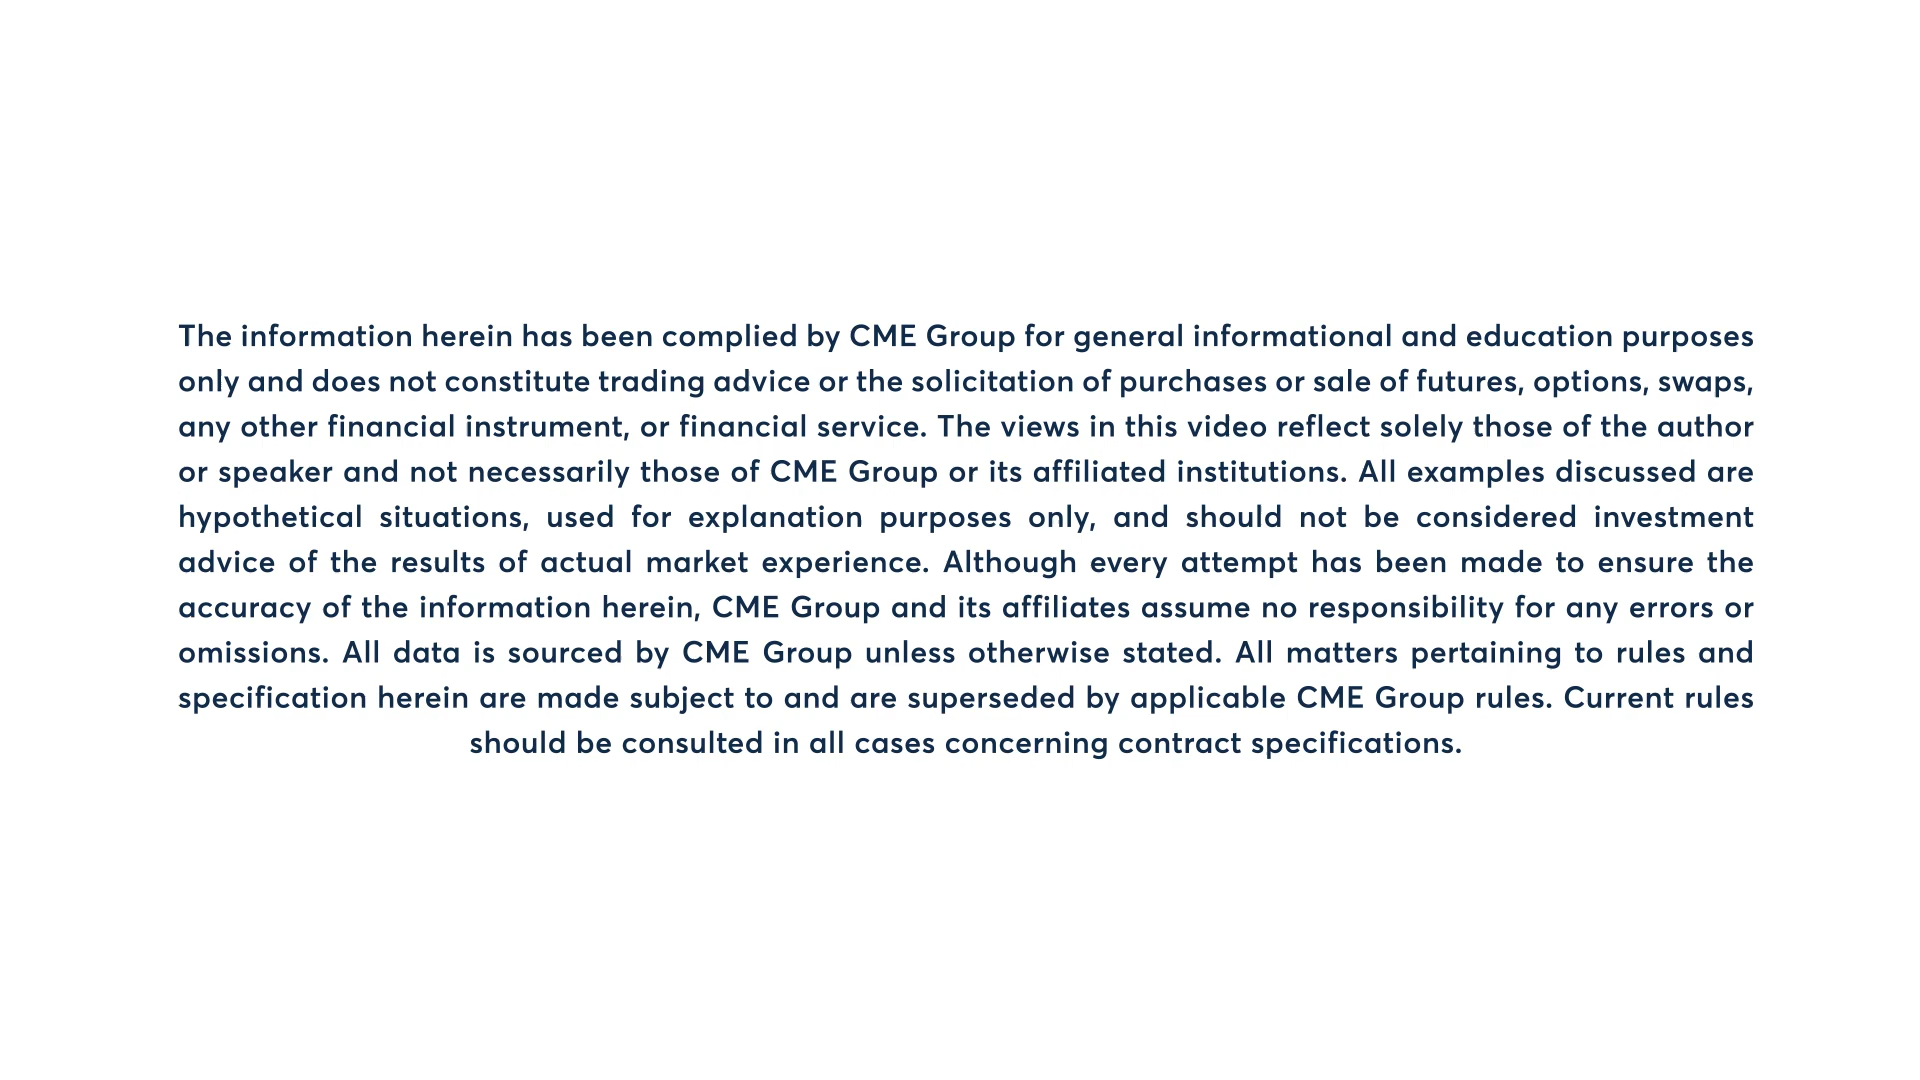 The information herein has been complied by CME Group for general informational and education purposes
only and does not constitute trading advice or the solicitation of purchases or sale of futures, options, swaps,
any other financial instrument, or financial service. The views in this video reflect solely those of the author
or speaker and not necessarily those of CME Group or its affiliated institutions. All examples discussed are
hypothetical situations, used for explanation purposes only, and should not be considered investment
advice of the results of actual market experience. Although every attempt has been made to ensure the
accuracy of the information herein, CME Group and its affiliates assume no responsibility for any errors or
omissions. All data is sourced by CME Group unless otherwise stated. All matters pertaining to rules and
specification herein are made subject to and are superseded by applicable CME Group rules. Current rules
should be consulted in all cases concerning contract specifications.